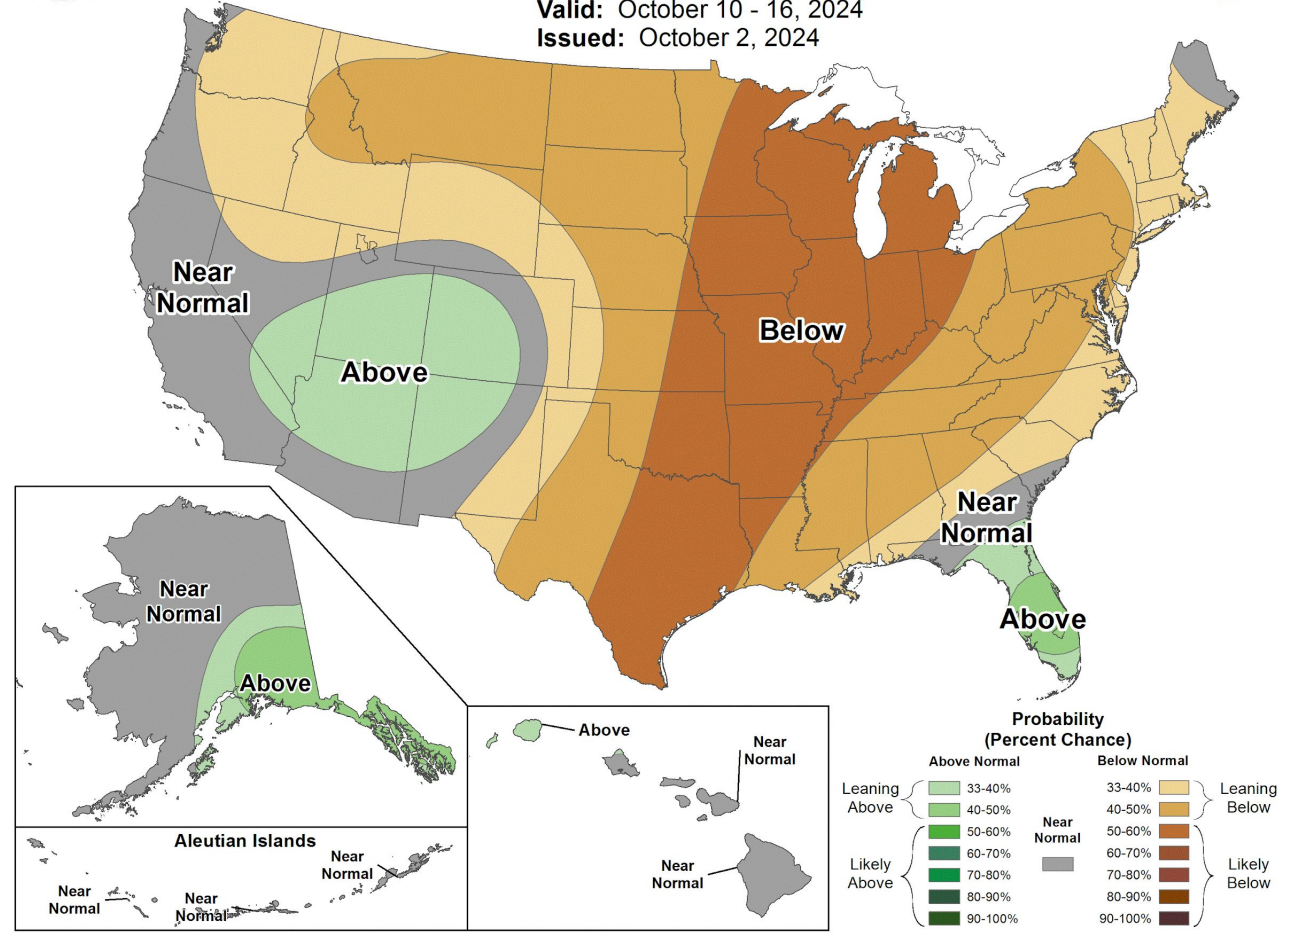 Valid: October 10 - 16, 2024
Issued: October 2, 2024
Near
Normal
Above
Below
Near
Normal
Above
Near
Normal
Above
Aleutian Islands
Near
Normal
Near
Normal
Near
Normal
Above
Near
Normal
Near
Normal
Probability
(Percent Chance)
Above Normal
Below Normal
Leaning
Above
33-40%
40-50%
Likely
Above
50-60%
60-70%
70-80%
80-90%
90-100%
Near
Normal
33-40%
40-50%
Leaning
Below
50-60%
60-70%
70-80%
80-90%
90-100%
Likely
Below